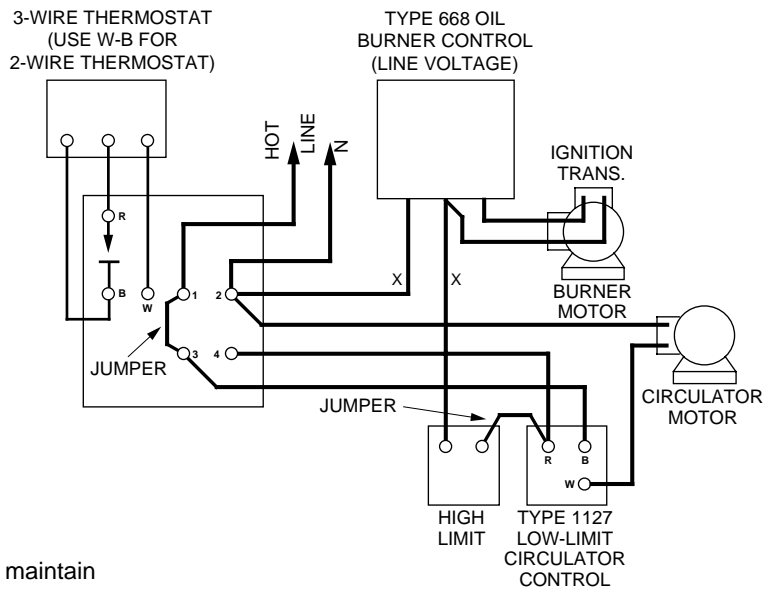 3-WIRE THERMOSTAT
(USE W-B FOR
2-WIRE THERMOSTAT)
TYPE 668 OIL
BURNER CONTROL
(LINE VOLTAGE)
HOT
LINE
N
IGNITION
TRANS.
R
B
W
1
2
X
X
BURNER
MOTOR
3
4
JUMPER
JUMPER
CIRCULATOR
MOTOR
R
B
W
HIGH
LIMIT
TYPE 1127
LOW-LIMIT
CIRCULATOR
CONTROL
maintain